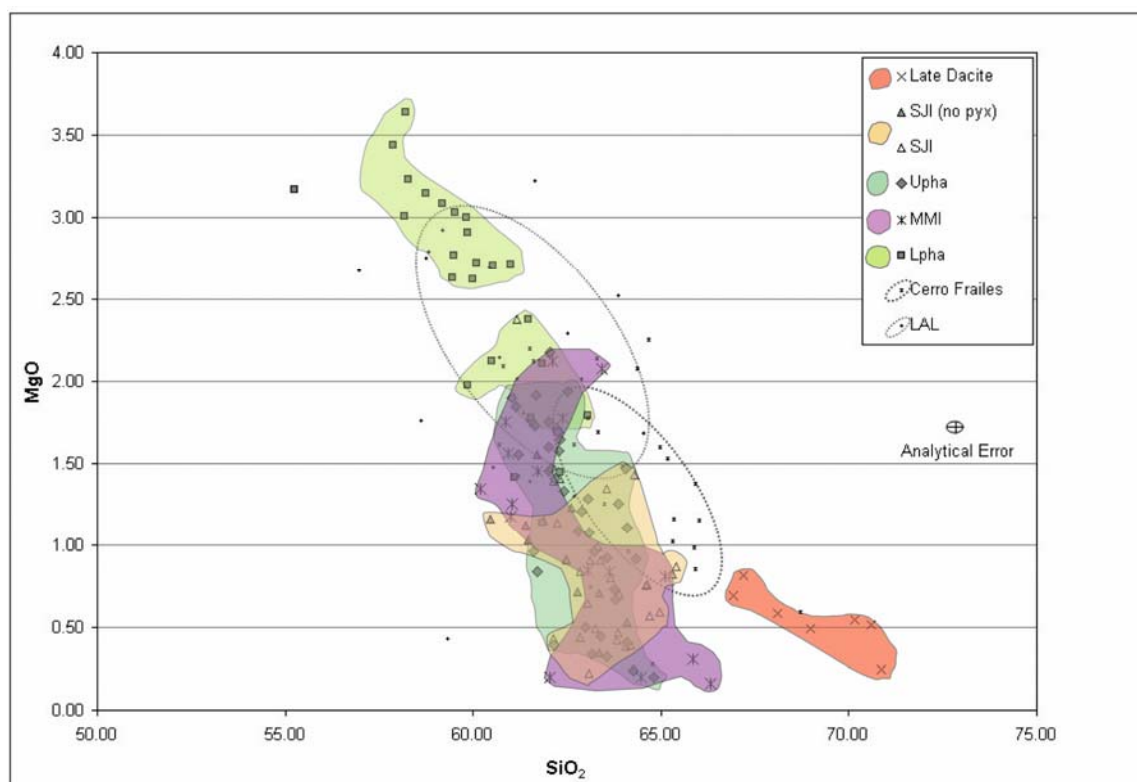 4.00
3.50
3.00
2.50
2.00
1.50
1.00
0.50
0.00
MgO
50.00 55.00 60.00 65.00 70.00 75.00
SiO2
Late Dacite
SJI (no pyx)
SJI
Upha
MMI
Lpha
Cerro Frailes
LAL
Analytical Error